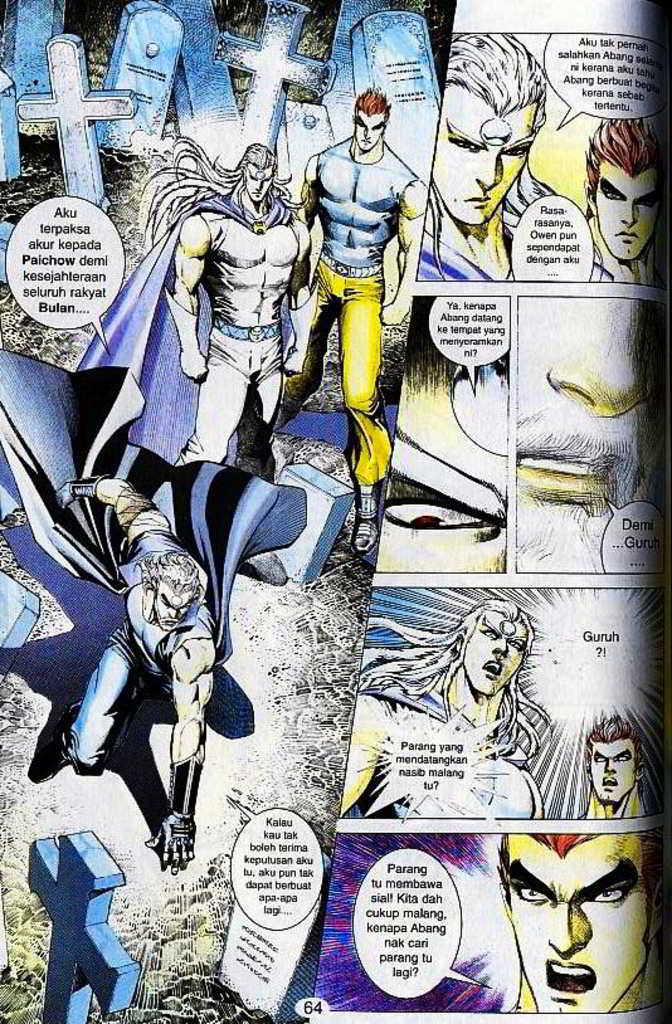 Aku
terpaksa
akur kepada
Paichow demi
kesejahteraan
seluruh rakyat
Bulan....
Kalau
kau tak
boleh terima
keputusan aku
tu, aku pun tak
dapat berbuat
apa-apa
lagi....
Aku tak pernah
salahkan Abang selama
ni kerana aku tahu
Abang berbuat begitu
kerana sebab
tertentu.
Rasa-
rasanya,
Owen pun
sependapat
dengan aku
....
Ya, kenapa
Abang datang
ke tempat yang
menyeramkan
ni?
Demi
...Guruh
....
Guruh
?!
Parang yang
mendatangkan
nasib malang
tu?
Parang
tu membawa
sial! Kita dah
cukup malang,
kenapa Abang
nak cari
parang tu
lagi?
64